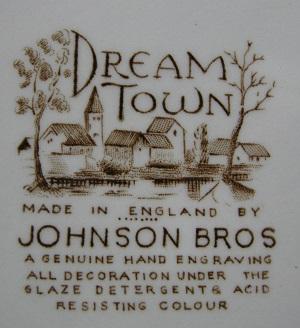 DREAM
TOWN
MADE IN ENGLAND BY
JOHNSON BROS
A GENUINE HAND ENGRAVING
ALL DECORATION UNDER THE
GLAZE DETERGENT & ACID
RESISTING COLOUR